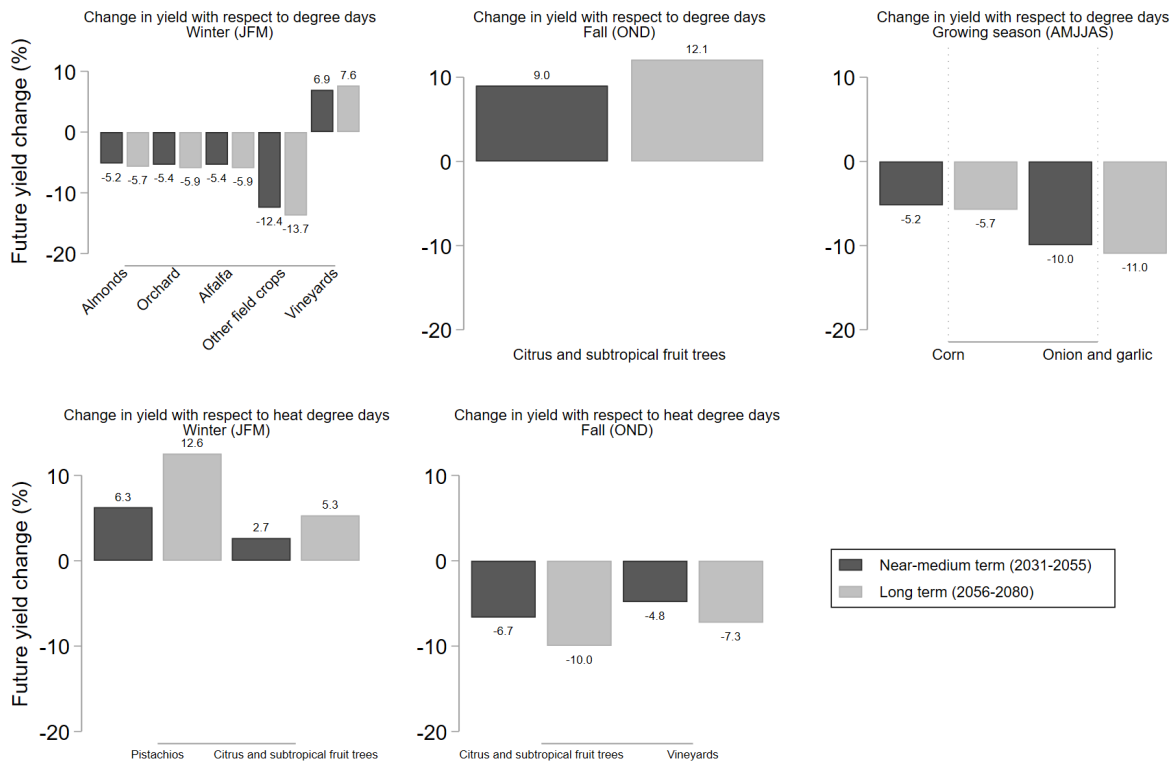 Change in yield with respect to degree days
Winter (JFM)
Future yield change (%)
10
0
-10
-20
-5.2
-5.7
-5.4
-5.9
-5.4
-5.9
-12.4
-13.7
6.9
7.6
Almonds
Orchard
Alfalfa
Other field crops
Vineyards
Change in yield with respect to degree days
Fall (OND)
10
0
-10
-20
9.0
12.1
Citrus and subtropical fruit trees
Change in yield with respect to degree days
Growing season (AMJJAS)
10
0
-10
-20
-5.2
-5.7
-10.0
-11.0
Corn
Onion and garlic
Change in yield with respect to heat degree days
Winter (JFM)
Future yield change (%)
10
0
-10
-20
6.3
12.6
2.7
5.3
Pistachios
Citrus and subtropical fruit trees
Change in yield with respect to heat degree days
Fall (OND)
10
0
-10
-20
-6.7
-10.0
-4.8
-7.3
Citrus and subtropical fruit trees
Vineyards
Near-medium term (2031-2055)
Long term (2056-2080)